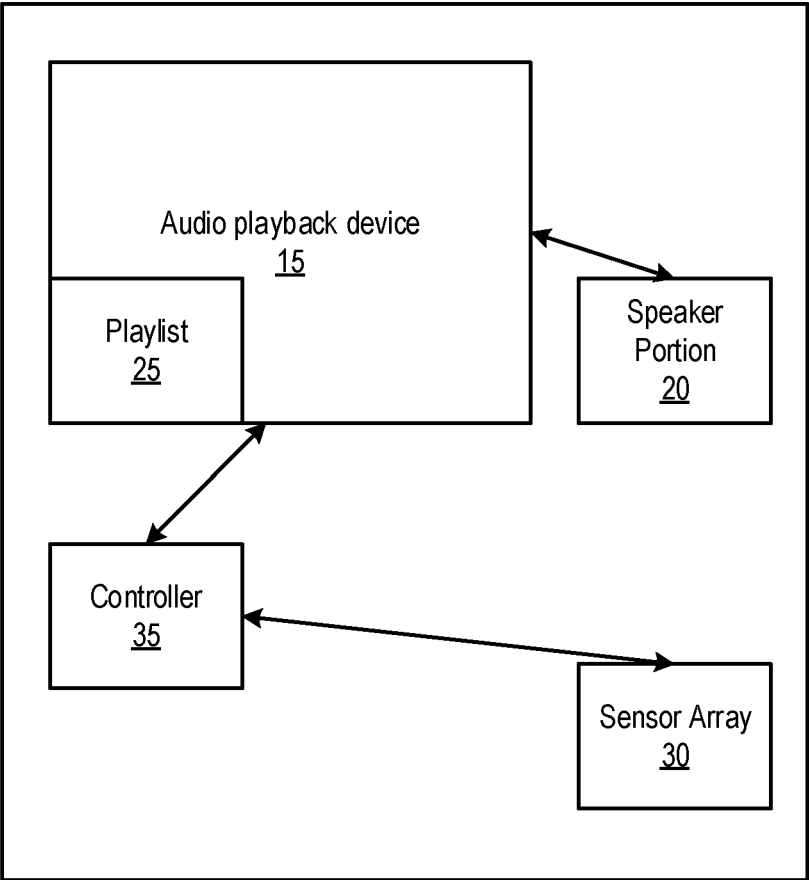 Audio playback device
15
Playlist
25
Speaker
Portion
20
Controller
35
Sensor Array
30